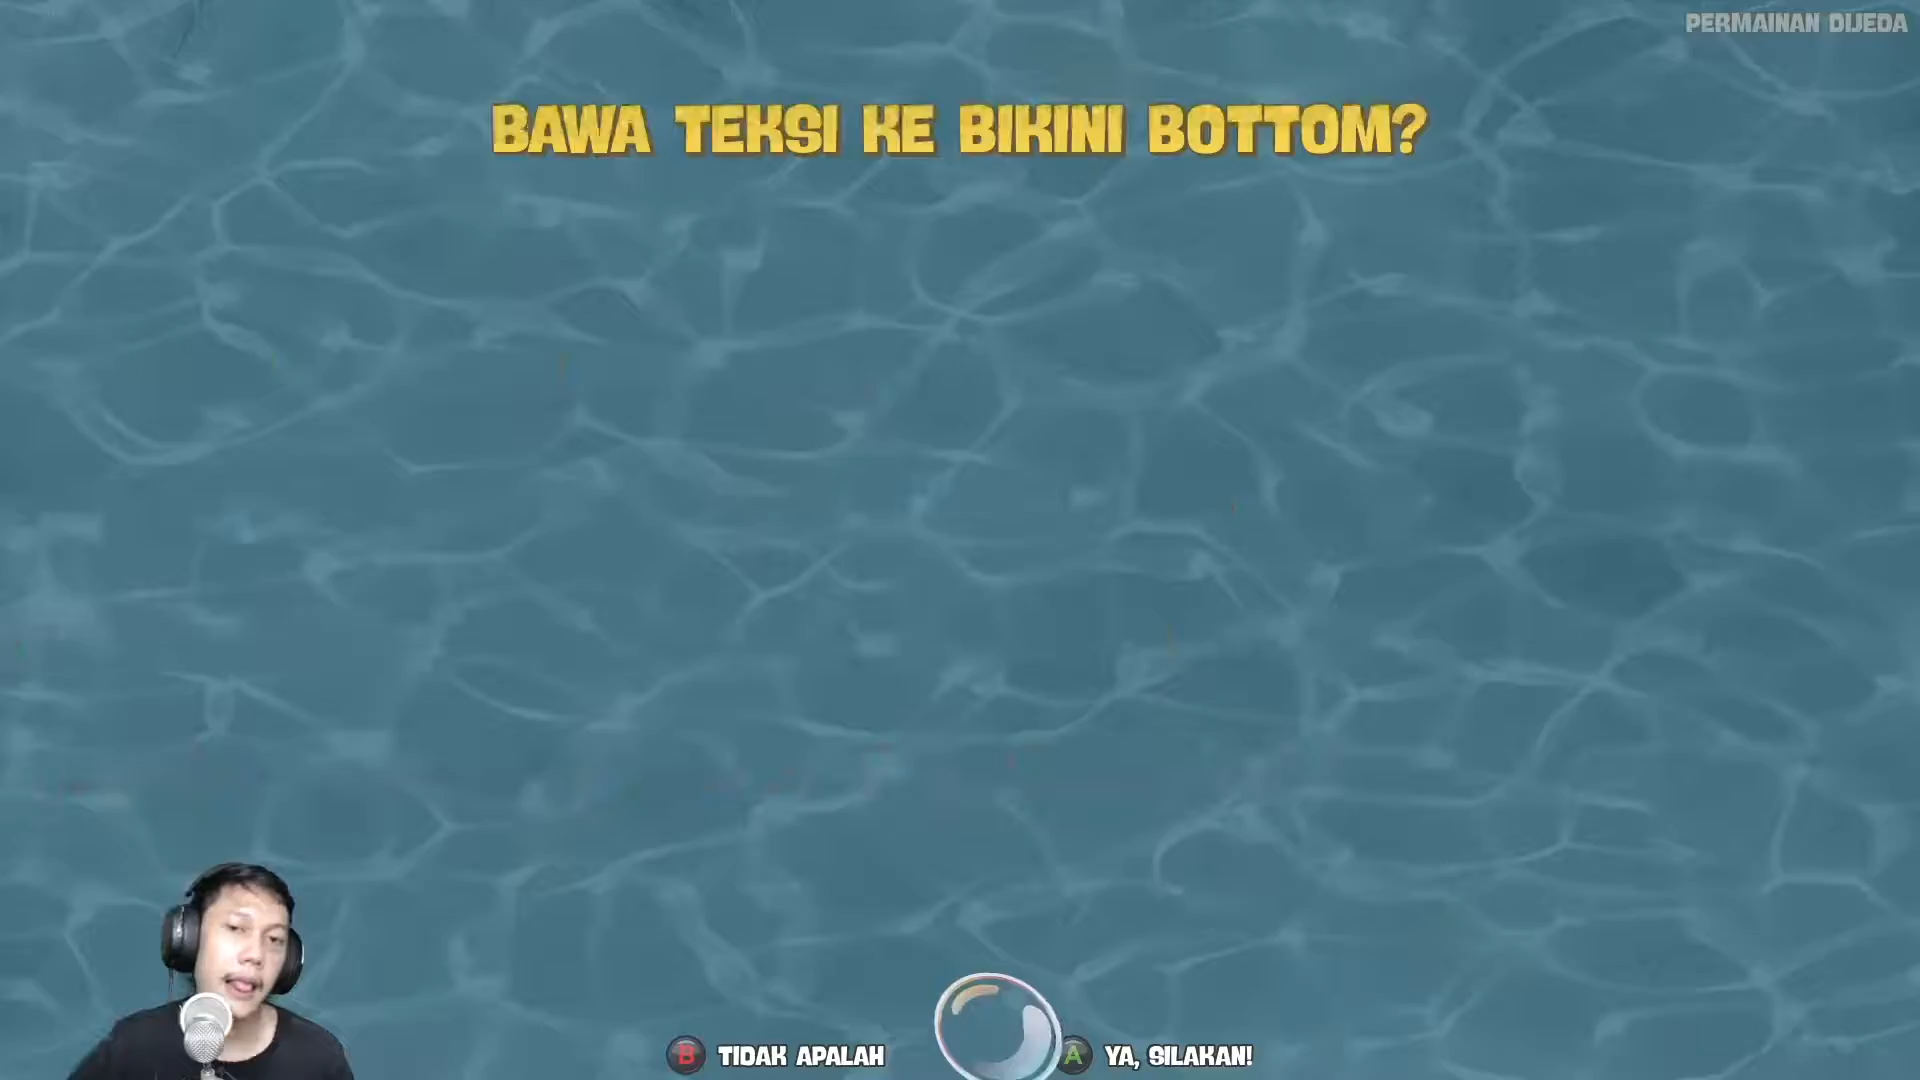 PERMAINAN DIJEDA
BAWA TEKSI KE BIKINI BOTTOM?
B TIDAK APALAH
A YA, SILAKAN!